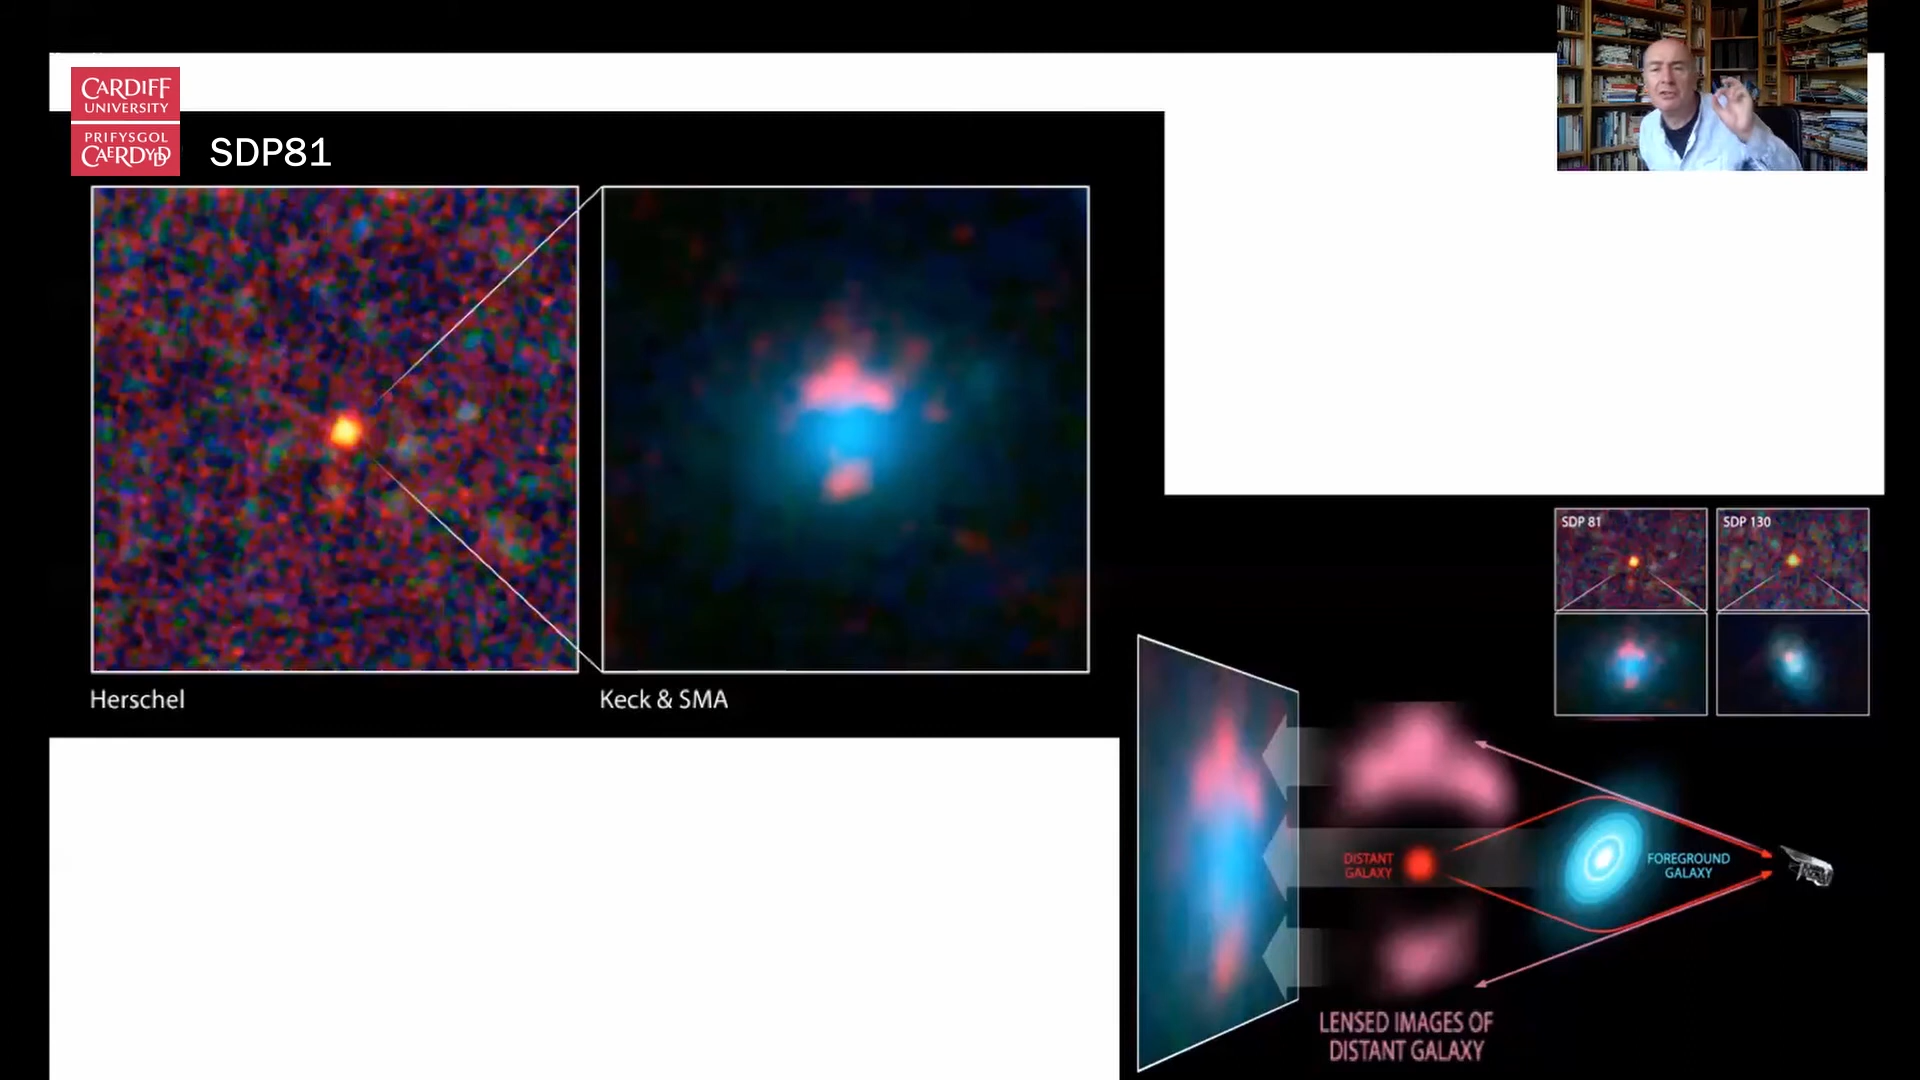 CARDIFF
UNIVERSITY
PRIFYSGOL
CAERDYDD
SDP81
Herschel
Keck & SMA
SDP 81
SDP 130
DISTANT
GALAXY
FOREGROUND
GALAXY
LENSED IMAGES OF
DISTANT GALAXY